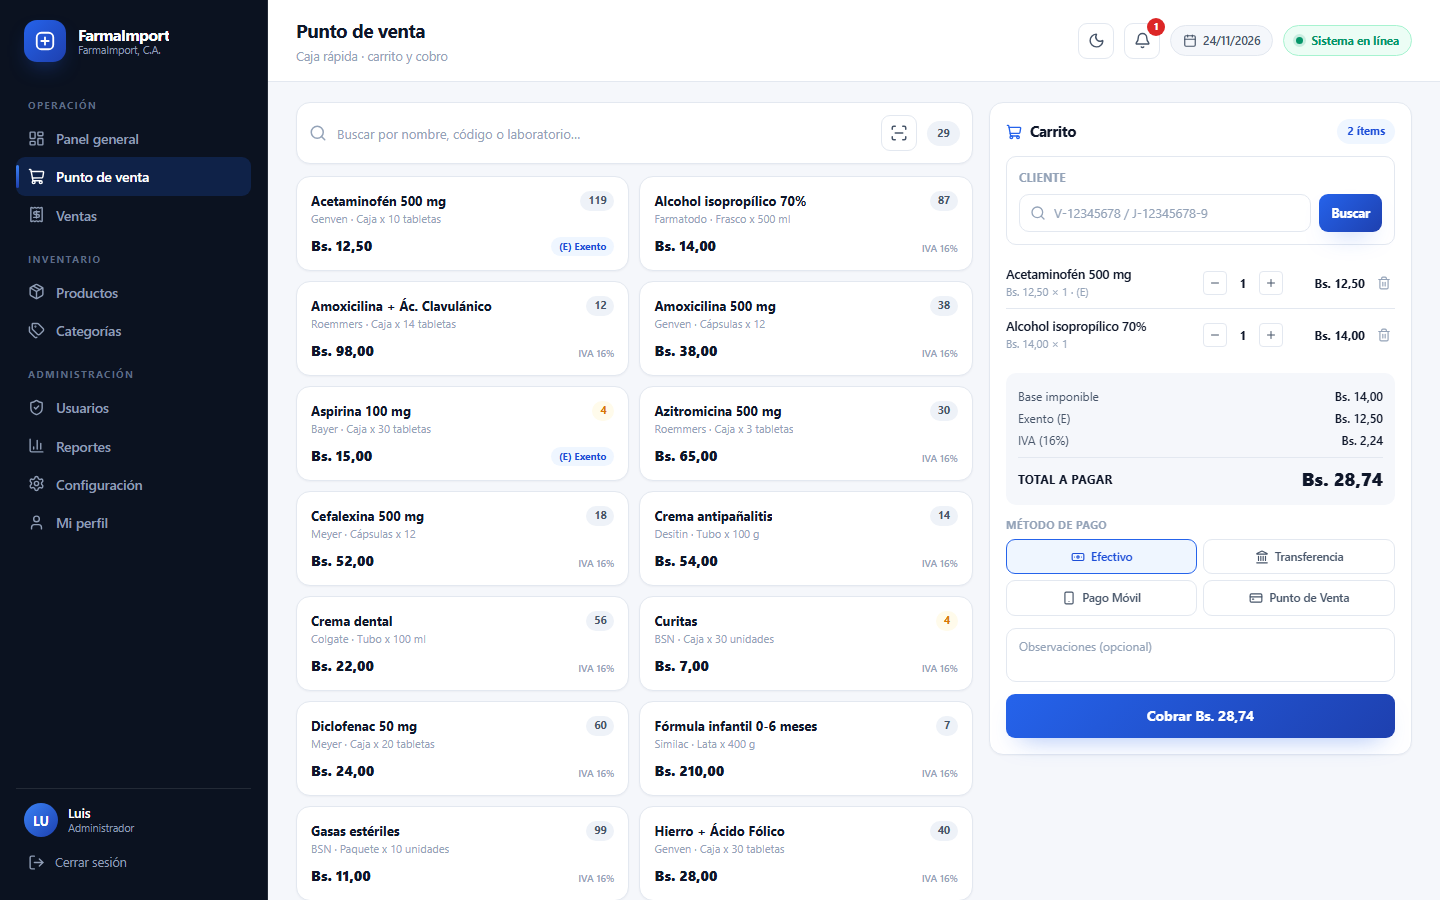 FarmaImport
FarmaImport, C.A.
OPERACIÓN
Panel general
Punto de venta
Ventas
INVENTARIO
Productos
Categorías
ADMINISTRACIÓN
Usuarios
Reportes
Configuración
Mi perfil
LU
Luis
Administrador
Cerrar sesión
Punto de venta
Caja rápida · carrito y cobro
1
24/11/2026
Sistema en línea
Buscar por nombre, código o laboratorio...
29
Acetaminofén 500 mg
119
Genven · Caja x 10 tabletas
Bs. 12,50
(E) Exento
Alcohol isopropílico 70%
87
Farmatodo · Frasco x 500 ml
Bs. 14,00
IVA 16%
Amoxicilina + Ác. Clavulánico
12
Roemmers · Caja x 14 tabletas
Bs. 98,00
IVA 16%
Amoxicilina 500 mg
38
Genven · Cápsulas x 12
Bs. 38,00
IVA 16%
Aspirina 100 mg
4
Bayer · Caja x 30 tabletas
Bs. 15,00
(E) Exento
Azitromicina 500 mg
30
Roemmers · Caja x 3 tabletas
Bs. 65,00
IVA 16%
Cefalexina 500 mg
18
Meyer · Cápsulas x 12
Bs. 52,00
IVA 16%
Crema antipañalitis
14
Desitin · Tubo x 100 g
Bs. 54,00
IVA 16%
Crema dental
56
Colgate · Tubo x 100 ml
Bs. 22,00
IVA 16%
Curitas
4
BSN · Caja x 30 unidades
Bs. 7,00
IVA 16%
Diclofenac 50 mg
60
Meyer · Caja x 20 tabletas
Bs. 24,00
IVA 16%
Fórmula infantil 0-6 meses
7
Similac · Lata x 400 g
Bs. 210,00
IVA 16%
Gasas estériles
99
BSN · Paquete x 10 unidades
Bs. 11,00
IVA 16%
Hierro + Ácido Fólico
40
Genven · Caja x 30 tabletas
Bs. 28,00
IVA 16%
Carrito
2 ítems
CLIENTE
V-12345678 / J-12345678-9
Buscar
Acetaminofén 500 mg
Bs. 12,50 × 1 · (E)
− 1 +
Bs. 12,50
Alcohol isopropílico 70%
Bs. 14,00 × 1
− 1 +
Bs. 14,00
Base imponible Bs. 14,00
Exento (E) Bs. 12,50
IVA (16%) Bs. 2,24
TOTAL A PAGAR Bs. 28,74
MÉTODO DE PAGO
Efectivo
Transferencia
Pago Móvil
Punto de Venta
Observaciones (opcional)
Cobrar Bs. 28,74